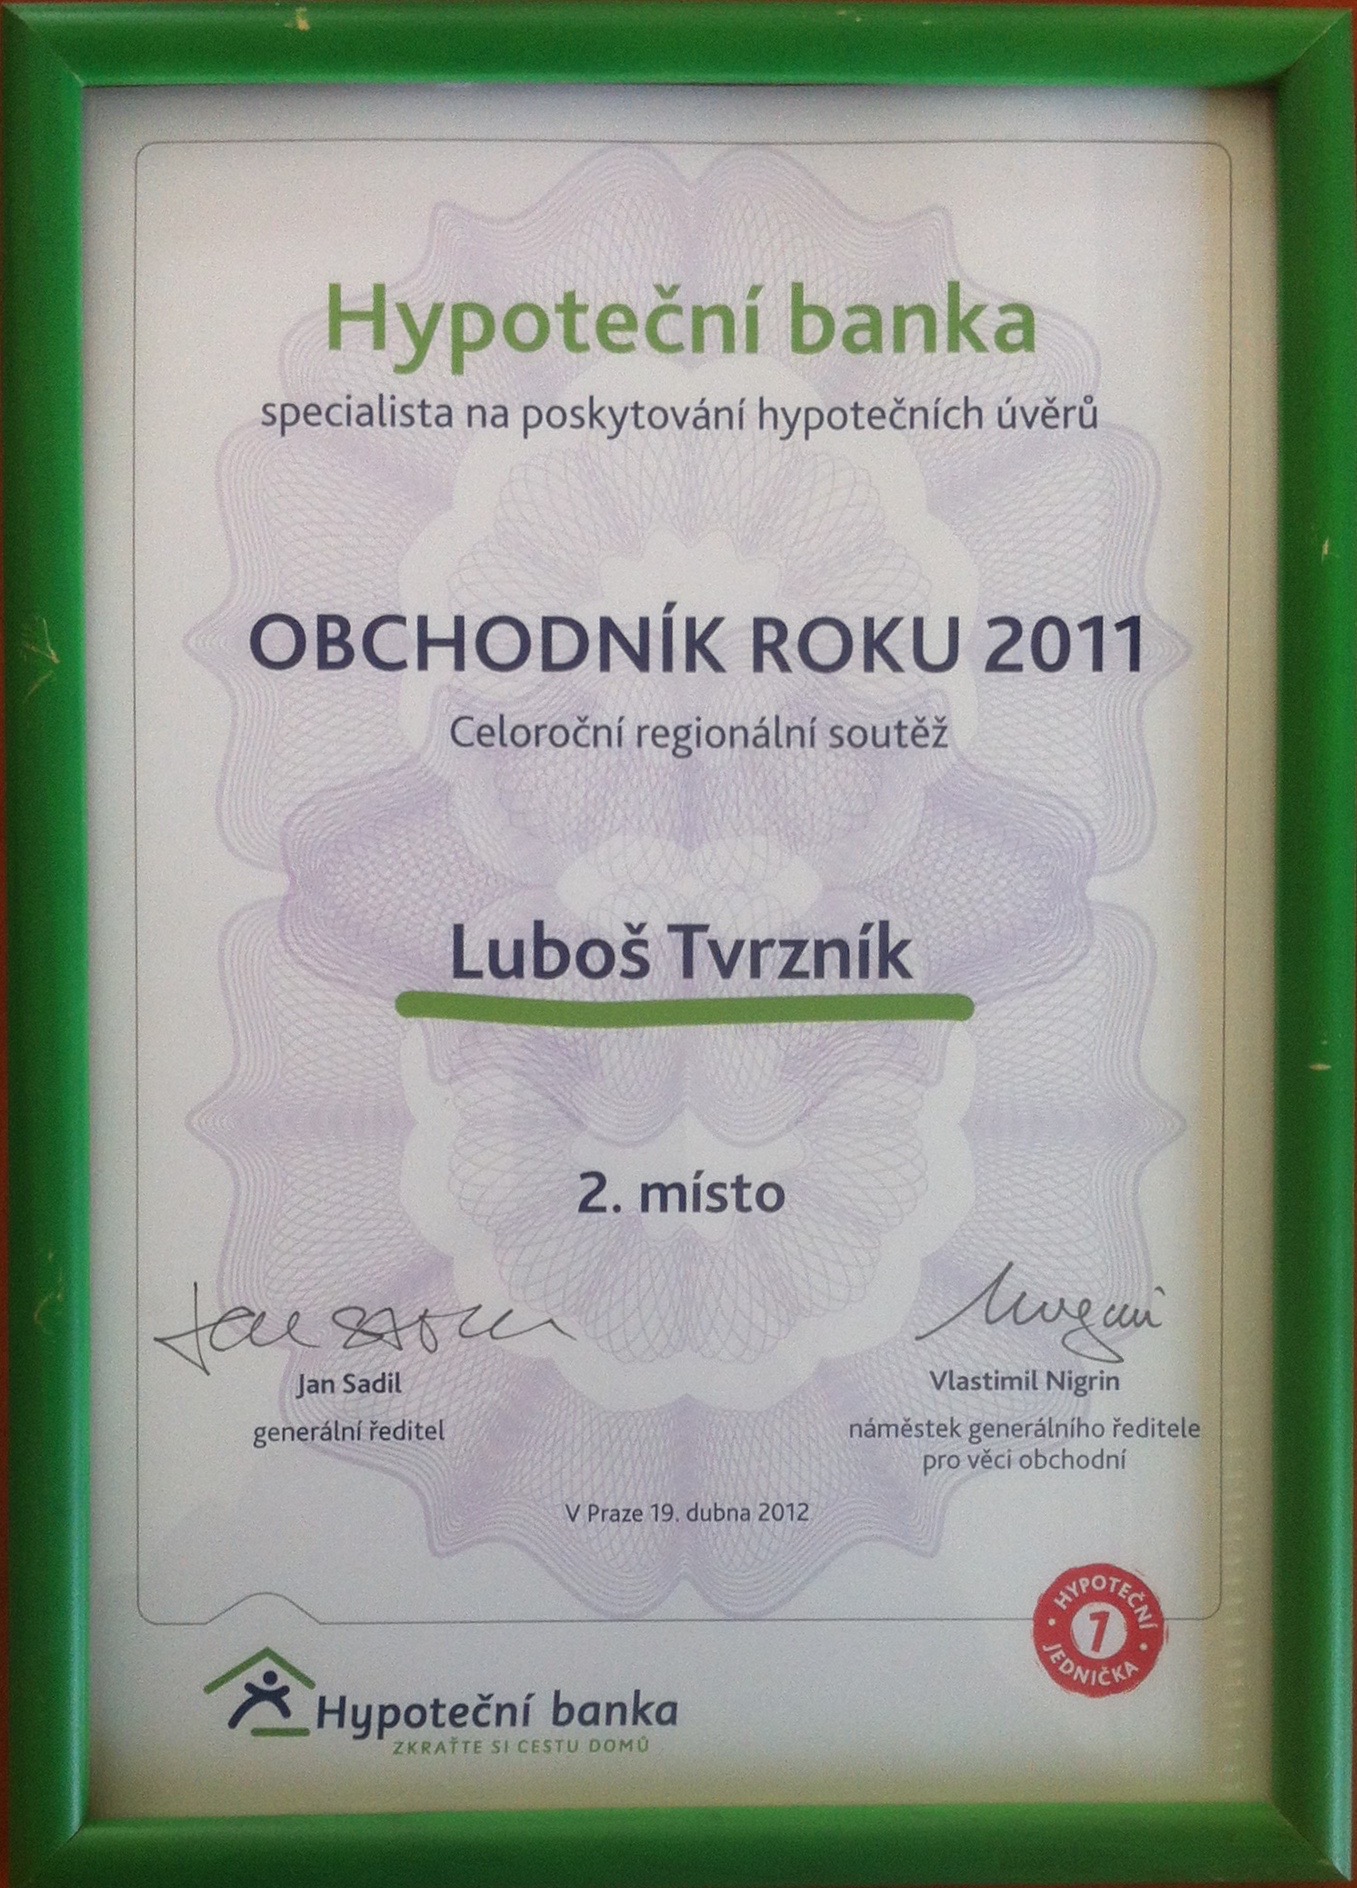 Hypoteční banka
specialista na poskytování hypotečních úvěrů
OBCHODNÍK ROKU 2011
Celoroční regionální soutěž
Luboš Tvrzník
2. místo
Jan Sadil
generální ředitel
Vlastimil Nigrin
náměstek generálního ředitele
pro věci obchodní
V Praze 19. dubna 2012
HYPOTEČNÍ
1
JEDNIČKA
Hypoteční banka
ZKRAŤTE SI CESTU DOMŮ